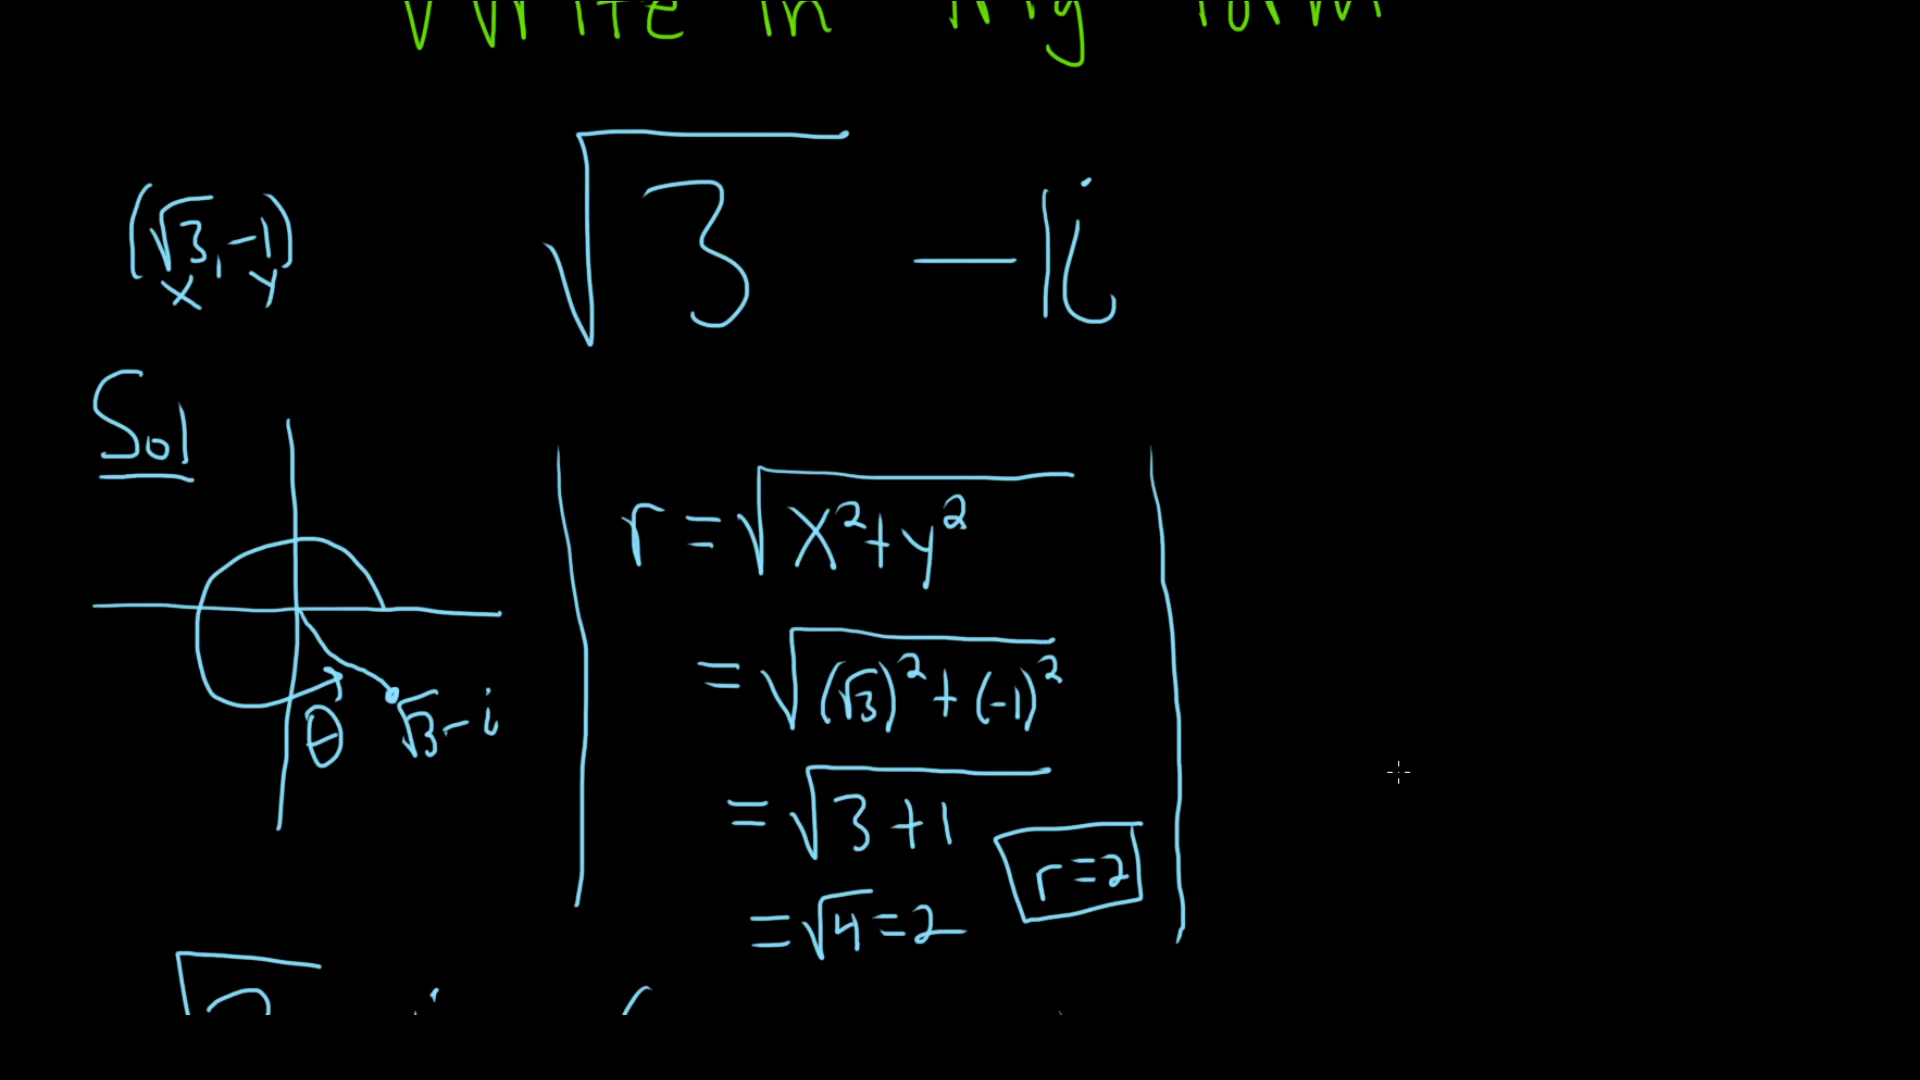 Write in trig form
√3 - 1i
(√3, -1)
x y
Sol
θ √3 - i
r = √x² + y²
= √(√3)² + (-1)²
= √3 + 1
= √4 = 2
r = 2